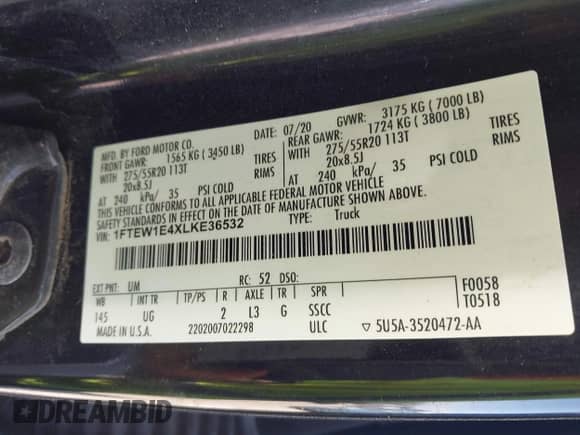 MFD. BY FORD MOTOR CO.
DATE: 07/20 GVWR: 3175 KG ( 7000 LB)
FRONT GAWR: 1565 KG ( 3450 LB) REAR GAWR: 1724 KG ( 3800 LB)
WITH 275/55R20 113T TIRES 275/55R20 113T TIRES
20x8.5J RIMS WITH 20x8.5J RIMS
AT 240 kPa/ 35 PSI COLD AT 240 kPa/ 35 PSI COLD
THIS VEHICLE CONFORMS TO ALL APPLICABLE FEDERAL MOTOR VEHICLE
SAFETY STANDARDS IN EFFECT ON THE DATE OF MANUFACTURE SHOWN ABOVE.
VIN: 1FTEW1E4XLKE36532
TYPE: Truck
EXT PNT: UM RC: 52 DSO:
WB INT TR TP/PS R AXLE TR SPR
145 UG 2 L3 G SSCC
F0058
T0518
MADE IN U.S.A. 2202007022298 ULC ▽ 5U5A-3520472-AA
DREAMBID